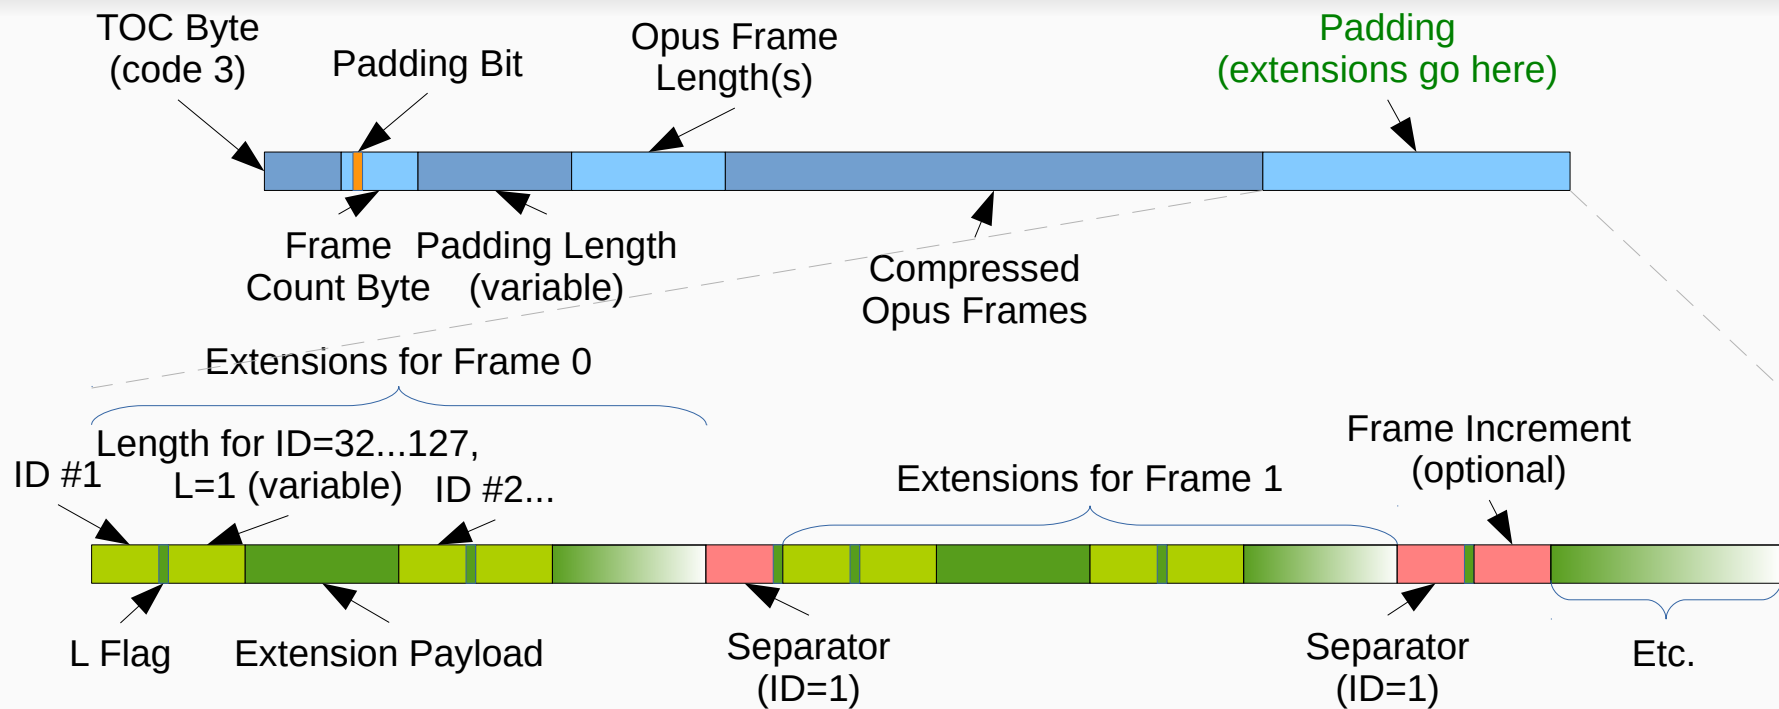 TOC Byte
(code 3)
Padding Bit
Opus Frame
Length(s)
Padding
(extensions go here)
Frame
Count Byte
Padding Length
(variable)
Compressed
Opus Frames
Extensions for Frame 0
ID #1
Length for ID=32...127,
L=1 (variable)
ID #2...
Extensions for Frame 1
Frame Increment
(optional)
L Flag
Extension Payload
Separator
(ID=1)
Separator
(ID=1)
Etc.